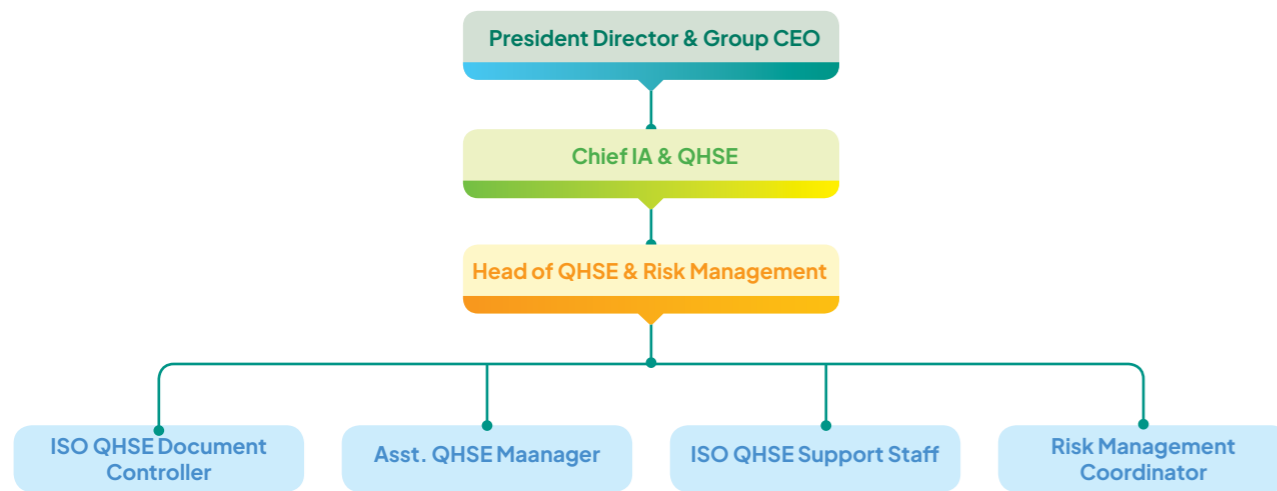 President Director & Group CEO
Chief IA & QHSE
Head of QHSE & Risk Management
ISO QHSE Document
Controller
Asst. QHSE Maanager
ISO QHSE Support Staff
Risk Management
Coordinator